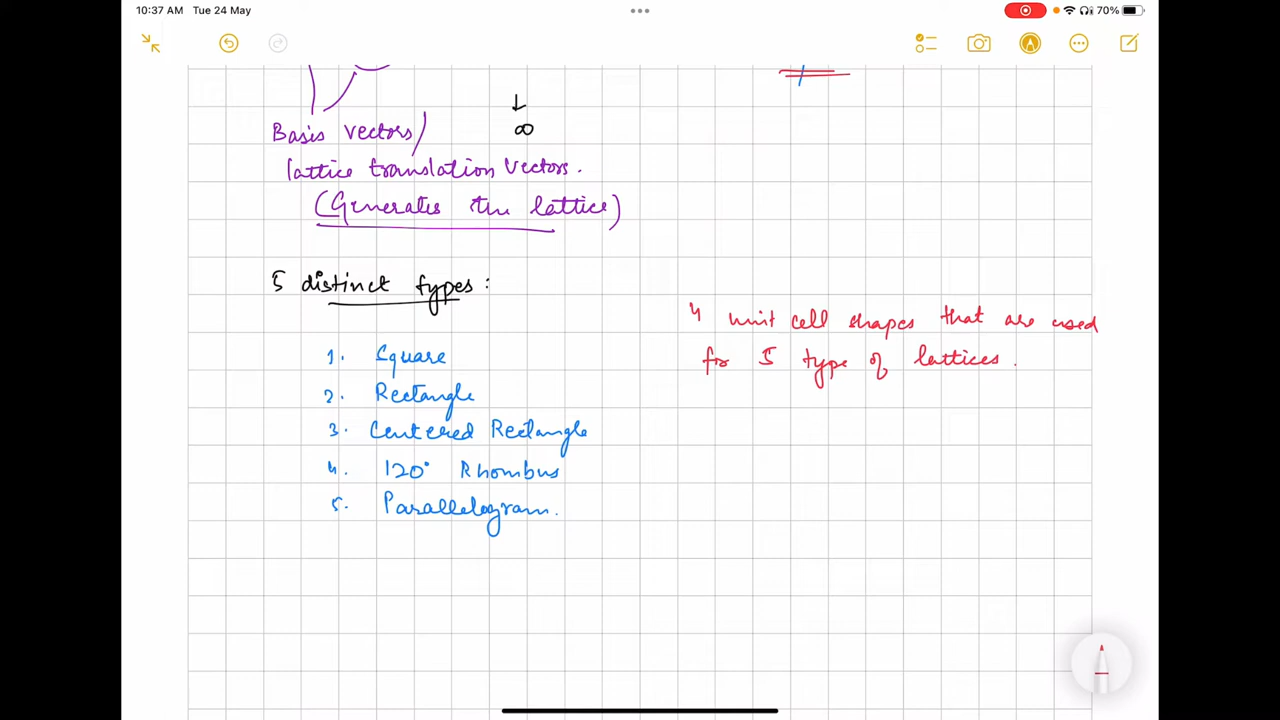 10:37 AM Tue 24 May
70%
∞
Basis vectors/
lattice translation vectors.
(Generates the lattice)
5 distinct types:
4 unit cell shapes that are used
for 5 type of lattices.
1. Square
2. Rectangle
3. Centered Rectangle
4. 120° Rhombus
5. Parallelogram.